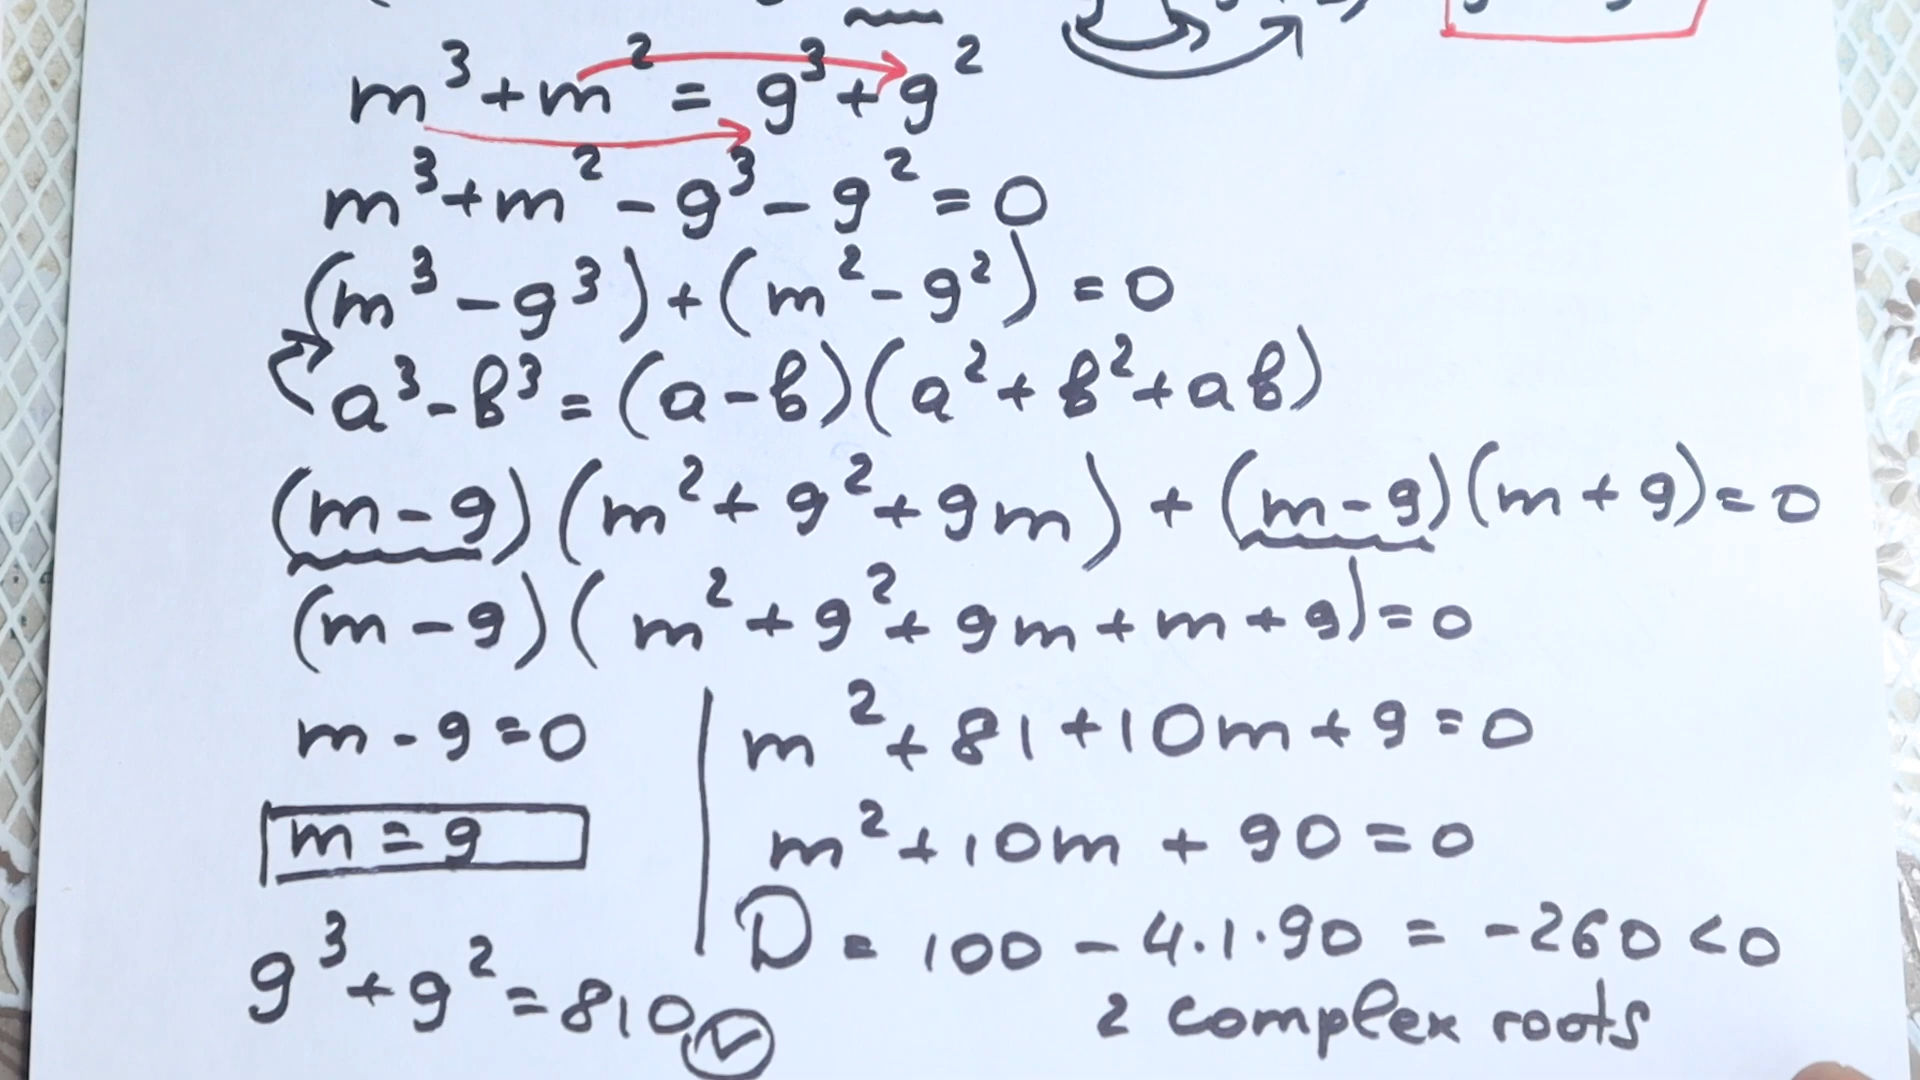 m³+m² = 9³+9²
m³+m² - 9³ - 9² = 0
(m³ - 9³)+(m² - 9²) = 0
a³ - b³ = (a - b)(a² + b² + ab)
(m - 9)(m² + 9² + 9m) + (m - 9)(m + 9) = 0
(m - 9)(m² + 9² + 9m + m + 9) = 0
m - 9 = 0
m = 9
9³ + 9² = 810
m² + 81 + 10m + 9 = 0
m² + 10m + 90 = 0
D = 100 - 4·1·90 = -260 < 0
2 complex roots